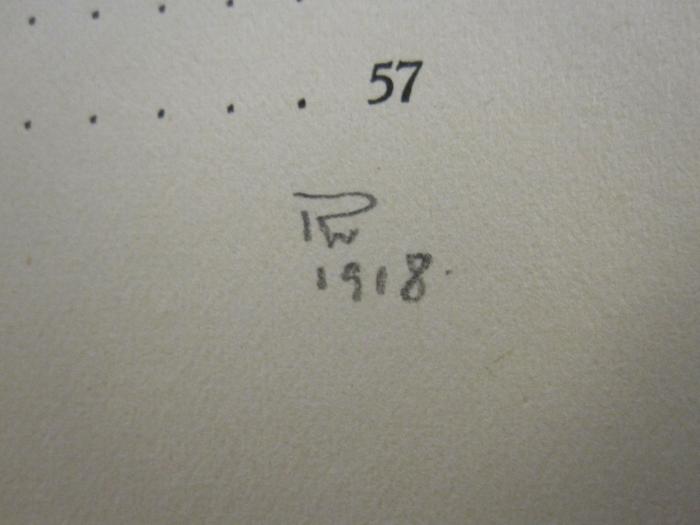 . . . . .
. . . . . 57
1918.